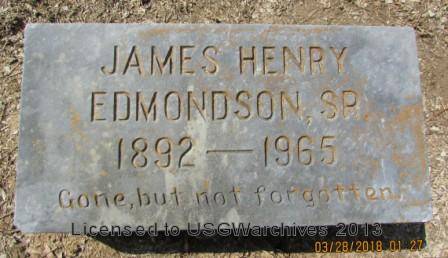 JAMES HENRY
EDMONDSON, SR.
1892 — 1965
Gone, but not forgotten.
Licensed to USGWarchives 2013
03/28/2018 01:27